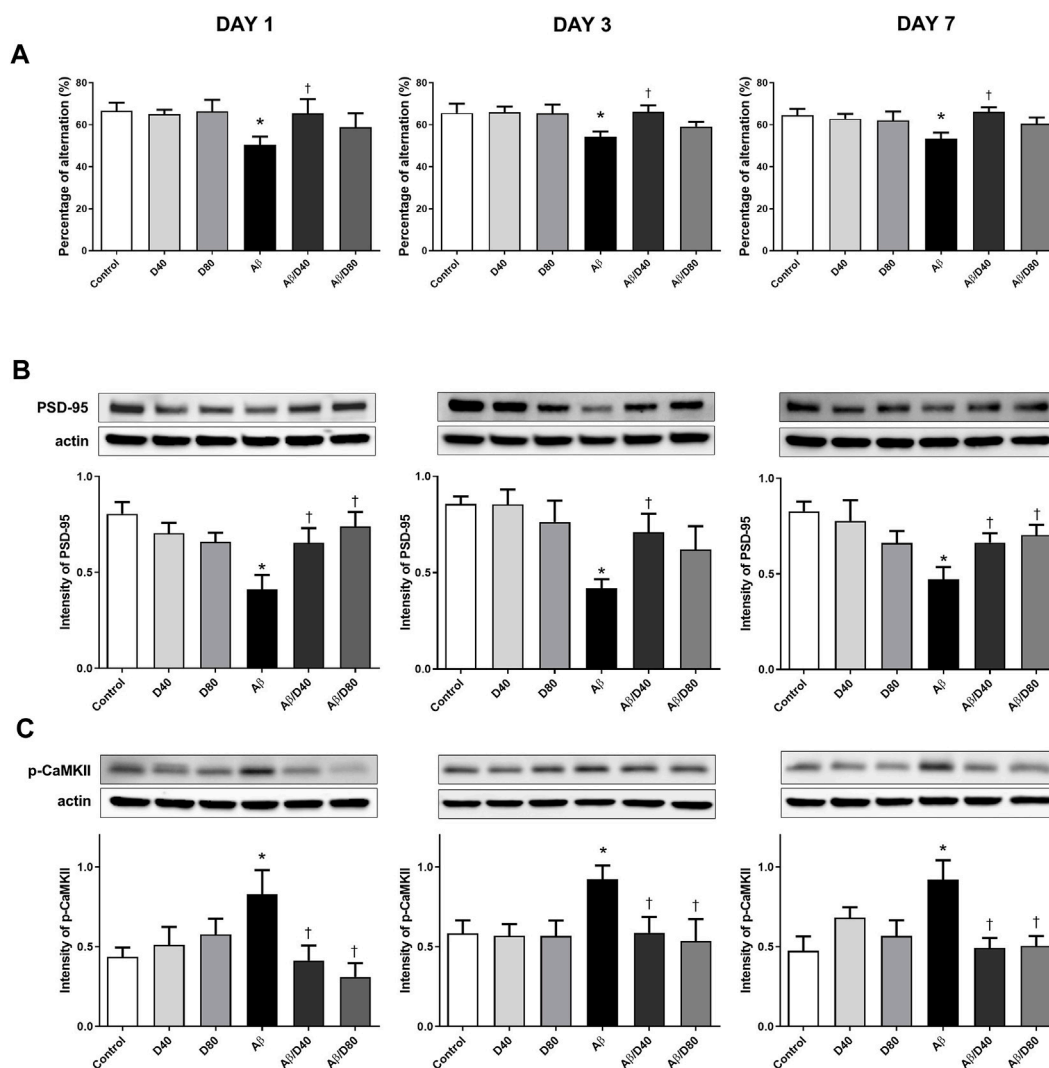 DAY 1 DAY 3 DAY 7
A
Percentage of alternation (%) Percentage of alternation (%) Percentage of alternation (%)
80 80 80
60 60 60
40 40 40
20 20 20
0 0 0
* † * † * †
Control D40 D80 Aβ Aβ/D40 Aβ/D80 Control D40 D80 Aβ Aβ/D40 Aβ/D80 Control D40 D80 Aβ Aβ/D40 Aβ/D80
B
PSD-95
actin
Intensity of PSD-95 Intensity of PSD-95 Intensity of PSD-95
1.0 1.0 1.0
0.5 0.5 0.5
0.0 0.0 0.0
* † † * † * † †
Control D40 D80 Aβ Aβ/D40 Aβ/D80 Control D40 D80 Aβ Aβ/D40 Aβ/D80 Control D40 D80 Aβ Aβ/D40 Aβ/D80
C
p-CaMKII
actin
Intensity of p-CaMKII Intensity of p-CaMKII Intensity of p-CaMKII
1.0 1.0 1.0
0.5 0.5 0.5
0.0 0.0 0.0
* † † * † † * † †
Control D40 D80 Aβ Aβ/D40 Aβ/D80 Control D40 D80 Aβ Aβ/D40 Aβ/D80 Control D40 D80 Aβ Aβ/D40 Aβ/D80